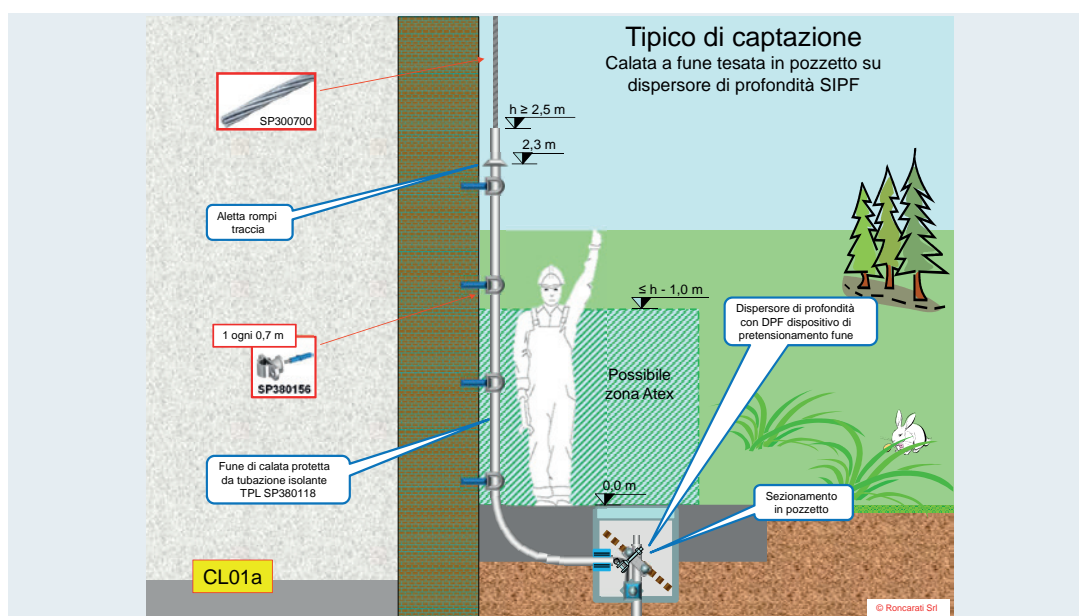 Tipico di captazione
Calata a fune tesata in pozzetto su
dispersore di profondità SIPF
SP300700
h ≥ 2,5 m
2,3 m
Aletta rompi
traccia
≤ h - 1,0 m
Dispersore di profondità
con DPF dispositivo di
pretensionamento fune
1 ogni 0,7 m
SP380156
Possibile
zona Atex
Fune di calata protetta
da tubazione isolante
TPL SP380118
0,0 m
Sezionamento
in pozzetto
CL01a
© Roncarati Srl